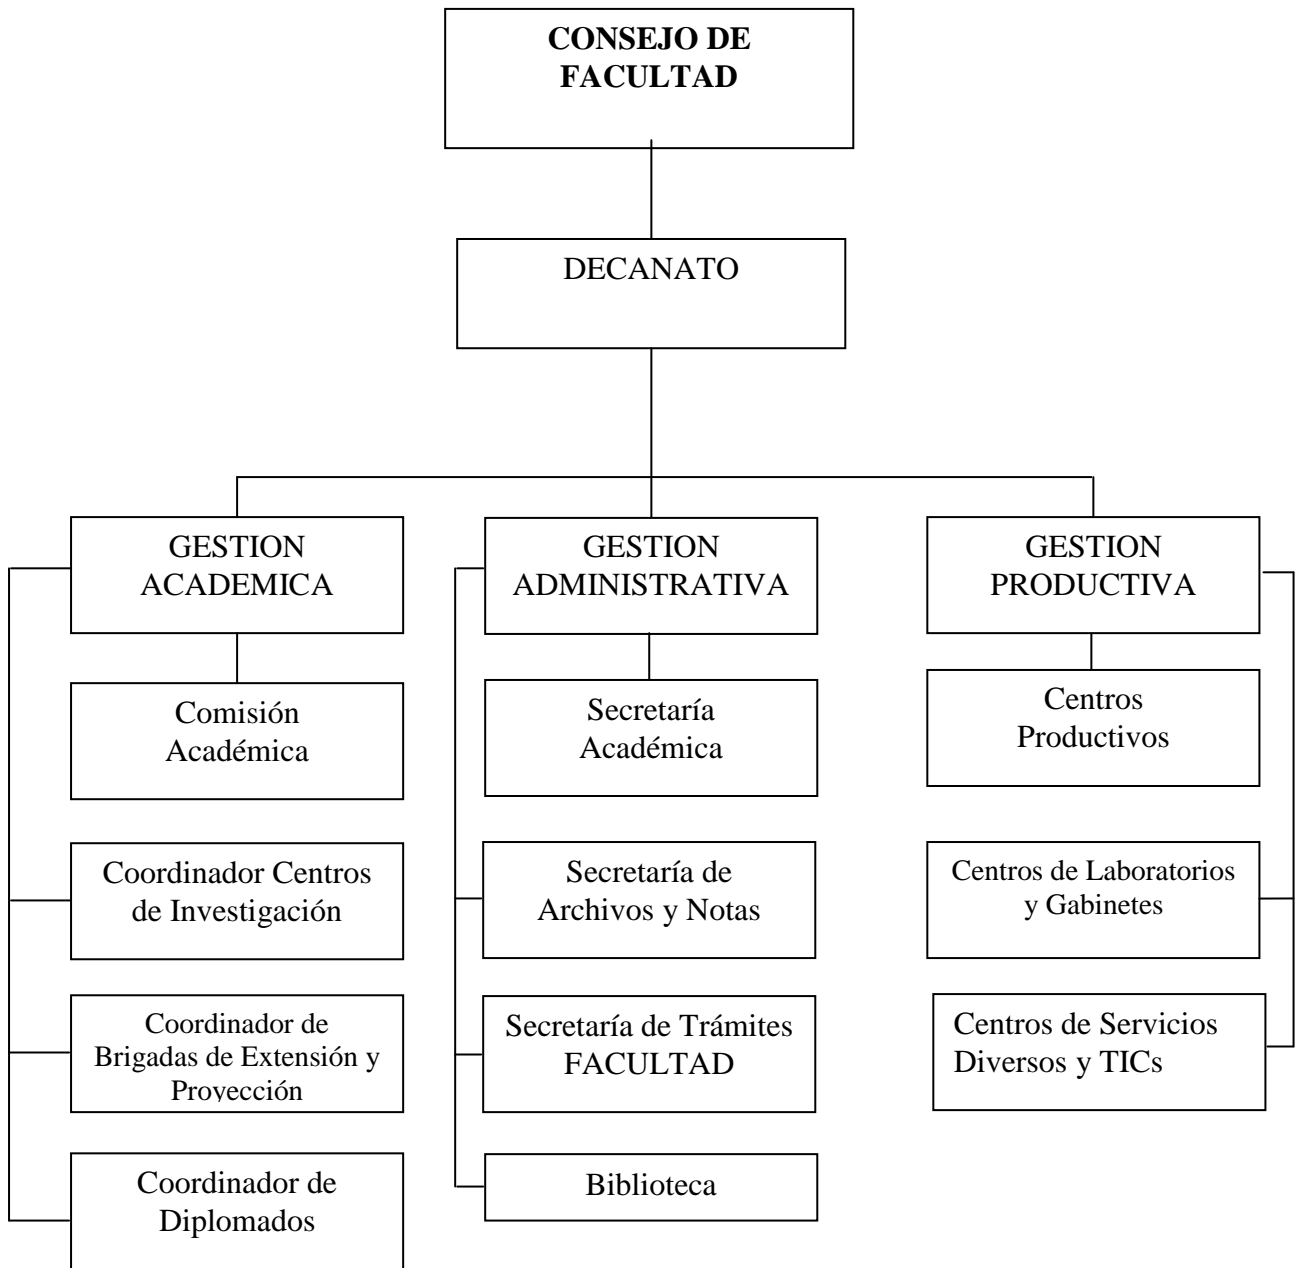 CONSEJO DE
FACULTAD
DECANATO
GESTION
ACADEMICA
GESTION
ADMINISTRATIVA
GESTION
PRODUCTIVA
Comisión
Académica
Secretaría
Académica
Centros
Productivos
Coordinador Centros
de Investigación
Secretaría de
Archivos y Notas
Centros de Laboratorios
y Gabinetes
Coordinador de
Brigadas de Extensión y
Proyección
Secretaría de Trámites
FACULTAD
Centros de Servicios
Diversos y TICs
Coordinador de
Diplomados
Biblioteca